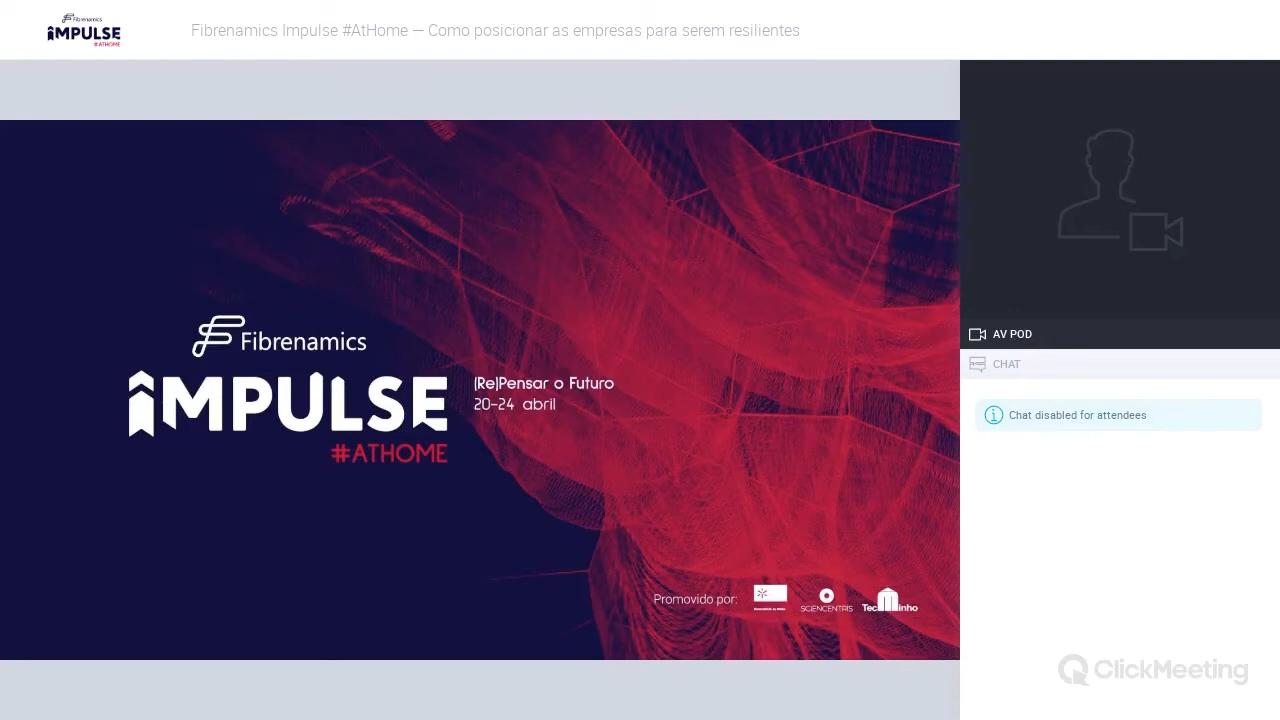 Fibrenamics
IMPULSE
#ATHOME
Fibrenamics Impulse #AtHome — Como posicionar as empresas para serem resilientes
Fibrenamics
IMPULSE
#ATHOME
(Re)Pensar o Futuro
20-24 abril
Promovido por:
SCIENCENTRIS
TecMinho
AV POD
CHAT
Chat disabled for attendees
ClickMeeting